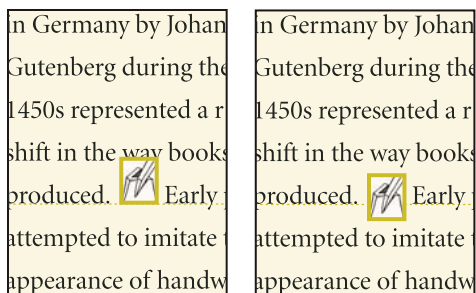 in Germany by Johan
Gutenberg during the
1450s represented a r
shift in the way books
produced. Early
attempted to imitate
appearance of handw
in Germany by Johan
Gutenberg during the
1450s represented a r
shift in the way books
produced. Early
attempted to imitate
appearance of handw